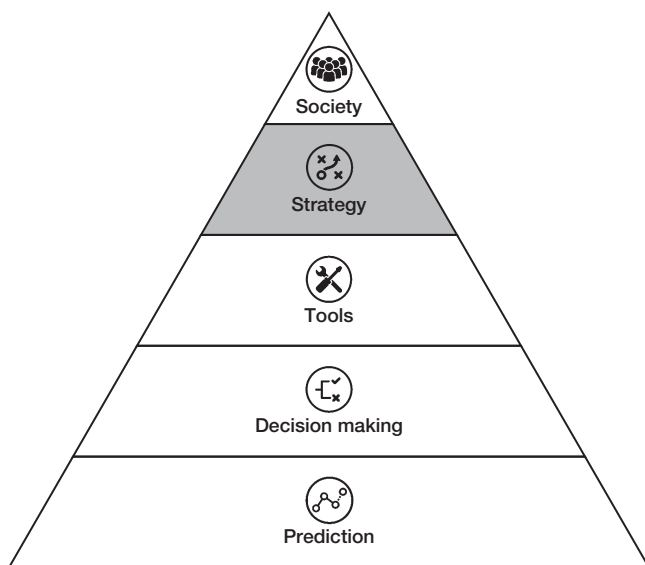 Society
Strategy
Tools
Decision making
Prediction